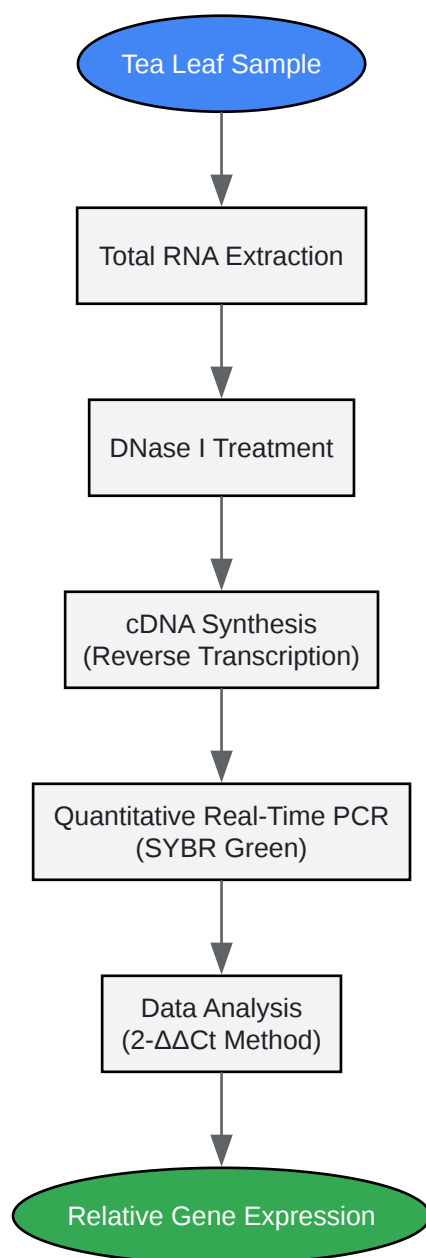 Tea Leaf Sample
Total RNA Extraction
DNase I Treatment
cDNA Synthesis
(Reverse Transcription)
Quantitative Real-Time PCR
(SYBR Green)
Data Analysis
(2-ΔΔCt Method)
Relative Gene Expression